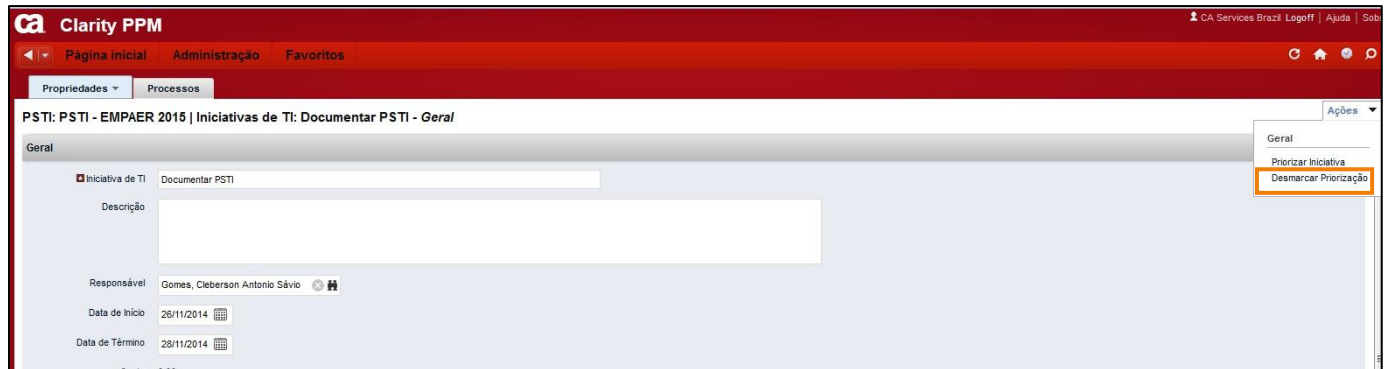 ca Clarity PPM
CA Services Brazil Logoff | Ajuda | Sob
Página inicial Administração Favoritos
Propriedades Processos
PSTI: PSTI - EMPAER 2015 | Iniciativas de TI: Documentar PSTI - Geral
Ações
Geral
Geral
Priorizar Iniciativa
Desmarcar Priorização
Iniciativa de TI Documentar PSTI
Descrição
Responsável Gomes, Cleberson Antonio Sávio
Data de Início 26/11/2014
Data de Término 28/11/2014